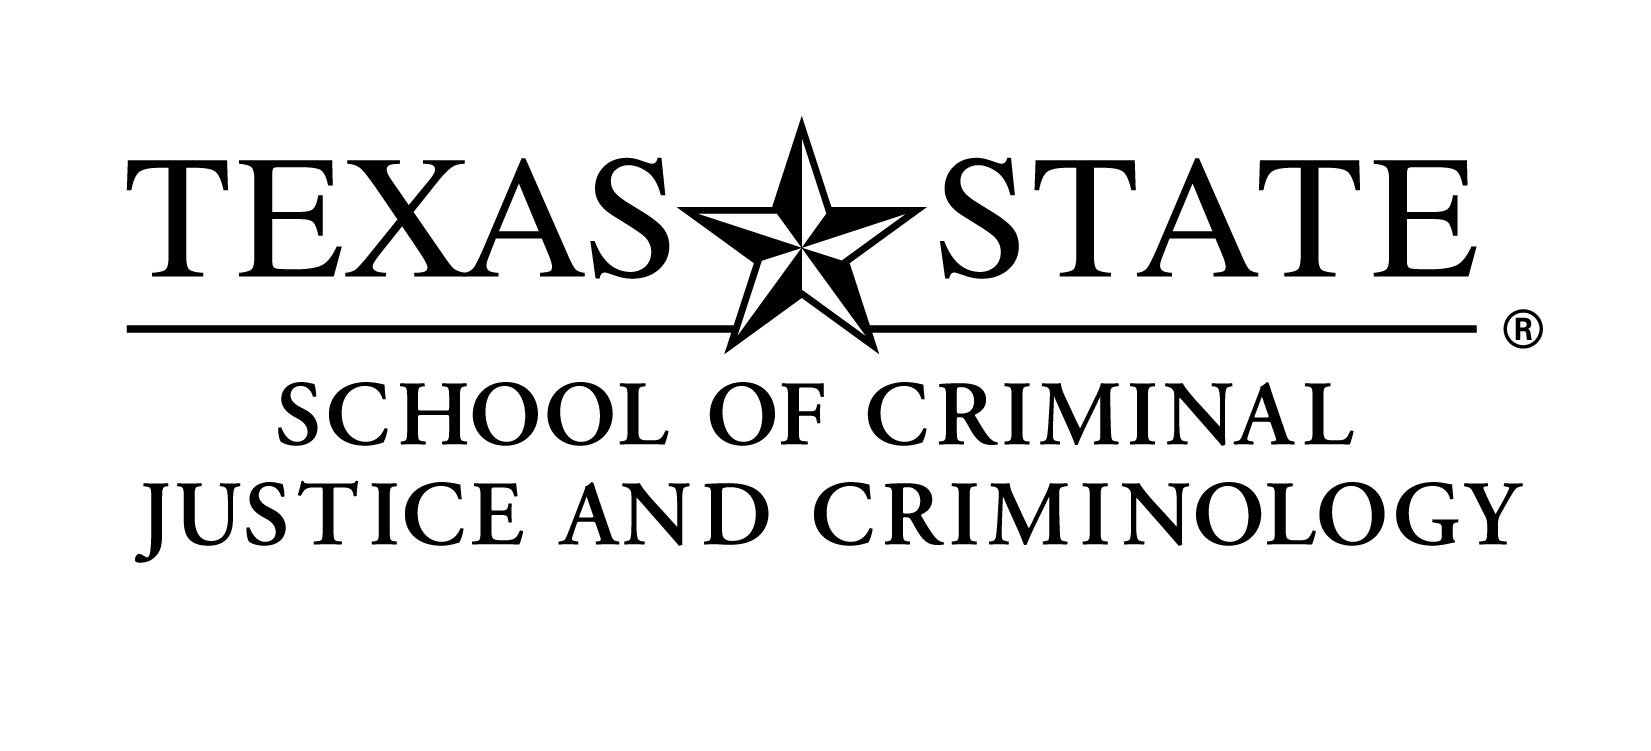 TEXAS STATE
®
SCHOOL OF CRIMINAL
JUSTICE AND CRIMINOLOGY